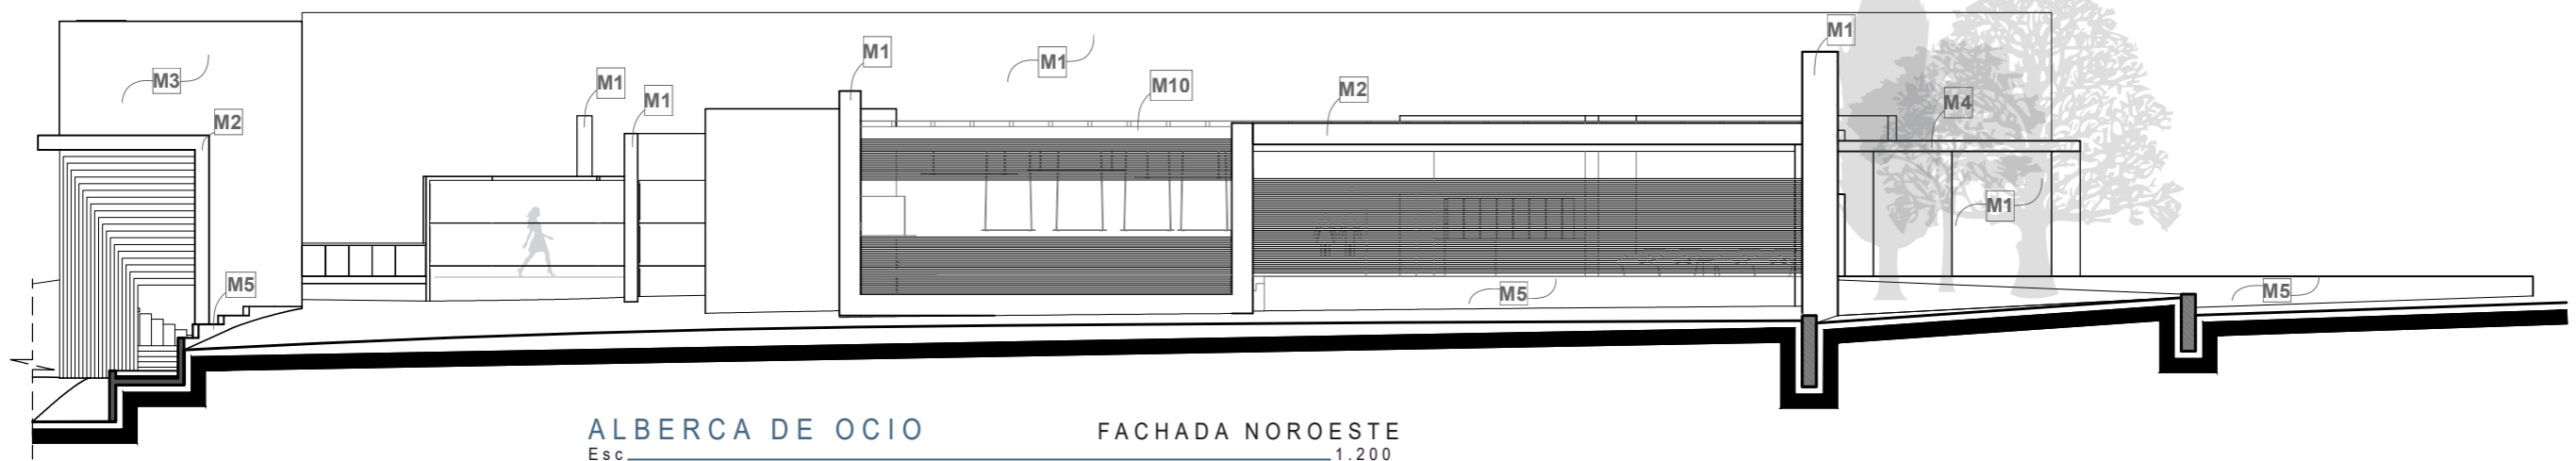 M1
M1
M1
M3
M1
M10
M2
M1
M4
M2
M1
M5
M5
M5
ALBERCA DE OCIO FACHADA NOROESTE
Esc 1.200